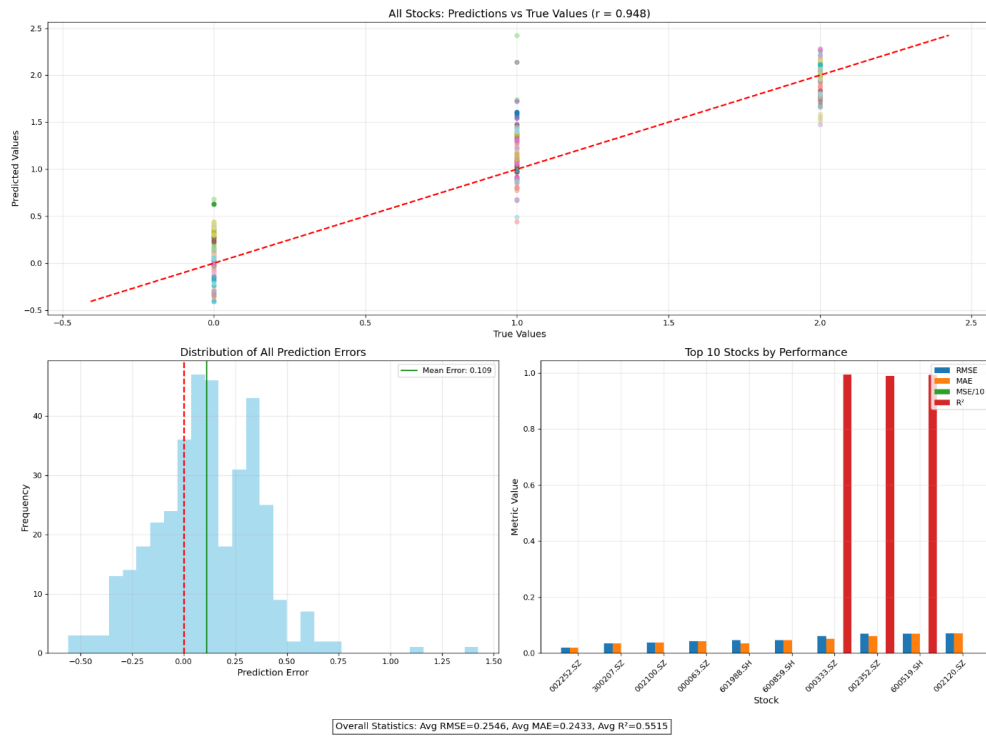 All Stocks: Predictions vs True Values (r = 0.948)
2.5
2.0
1.5
1.0
0.5
0.0
−0.5
Predicted Values
−0.5
0.0
0.5
1.0
1.5
2.0
2.5
True Values
Distribution of All Prediction Errors
Mean Error: 0.109
40
30
20
10
0
Frequency
−0.50
−0.25
0.00
0.25
0.50
0.75
1.00
1.25
1.50
Prediction Error
Top 10 Stocks by Performance
RMSE
MAE
MSE/10
R²
1.0
0.8
0.6
0.4
0.2
0.0
Metric Value
002252.SZ
300207.SZ
002100.SZ
000063.SZ
601988.SH
600859.SH
000333.SZ
002352.SZ
600519.SH
002120.SZ
Stock
Overall Statistics: Avg RMSE=0.2546, Avg MAE=0.2433, Avg R²=0.5515